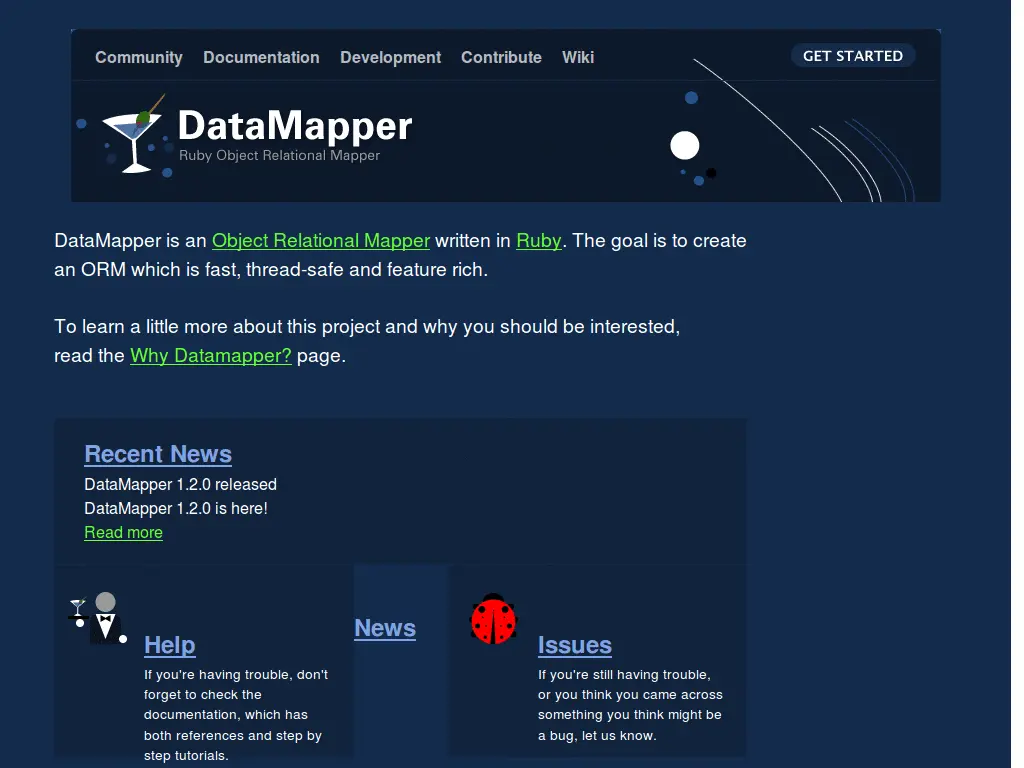 Community Documentation Development Contribute Wiki GET STARTED
DataMapper
Ruby Object Relational Mapper
DataMapper is an Object Relational Mapper written in Ruby. The goal is to create
an ORM which is fast, thread-safe and feature rich.
To learn a little more about this project and why you should be interested,
read the Why Datamapper? page.
Recent News
DataMapper 1.2.0 released
DataMapper 1.2.0 is here!
Read more
Help
If you're having trouble, don't
forget to check the
documentation, which has
both references and step by
step tutorials.
News
Issues
If you're still having trouble,
or you think you came across
something you think might be
a bug, let us know.